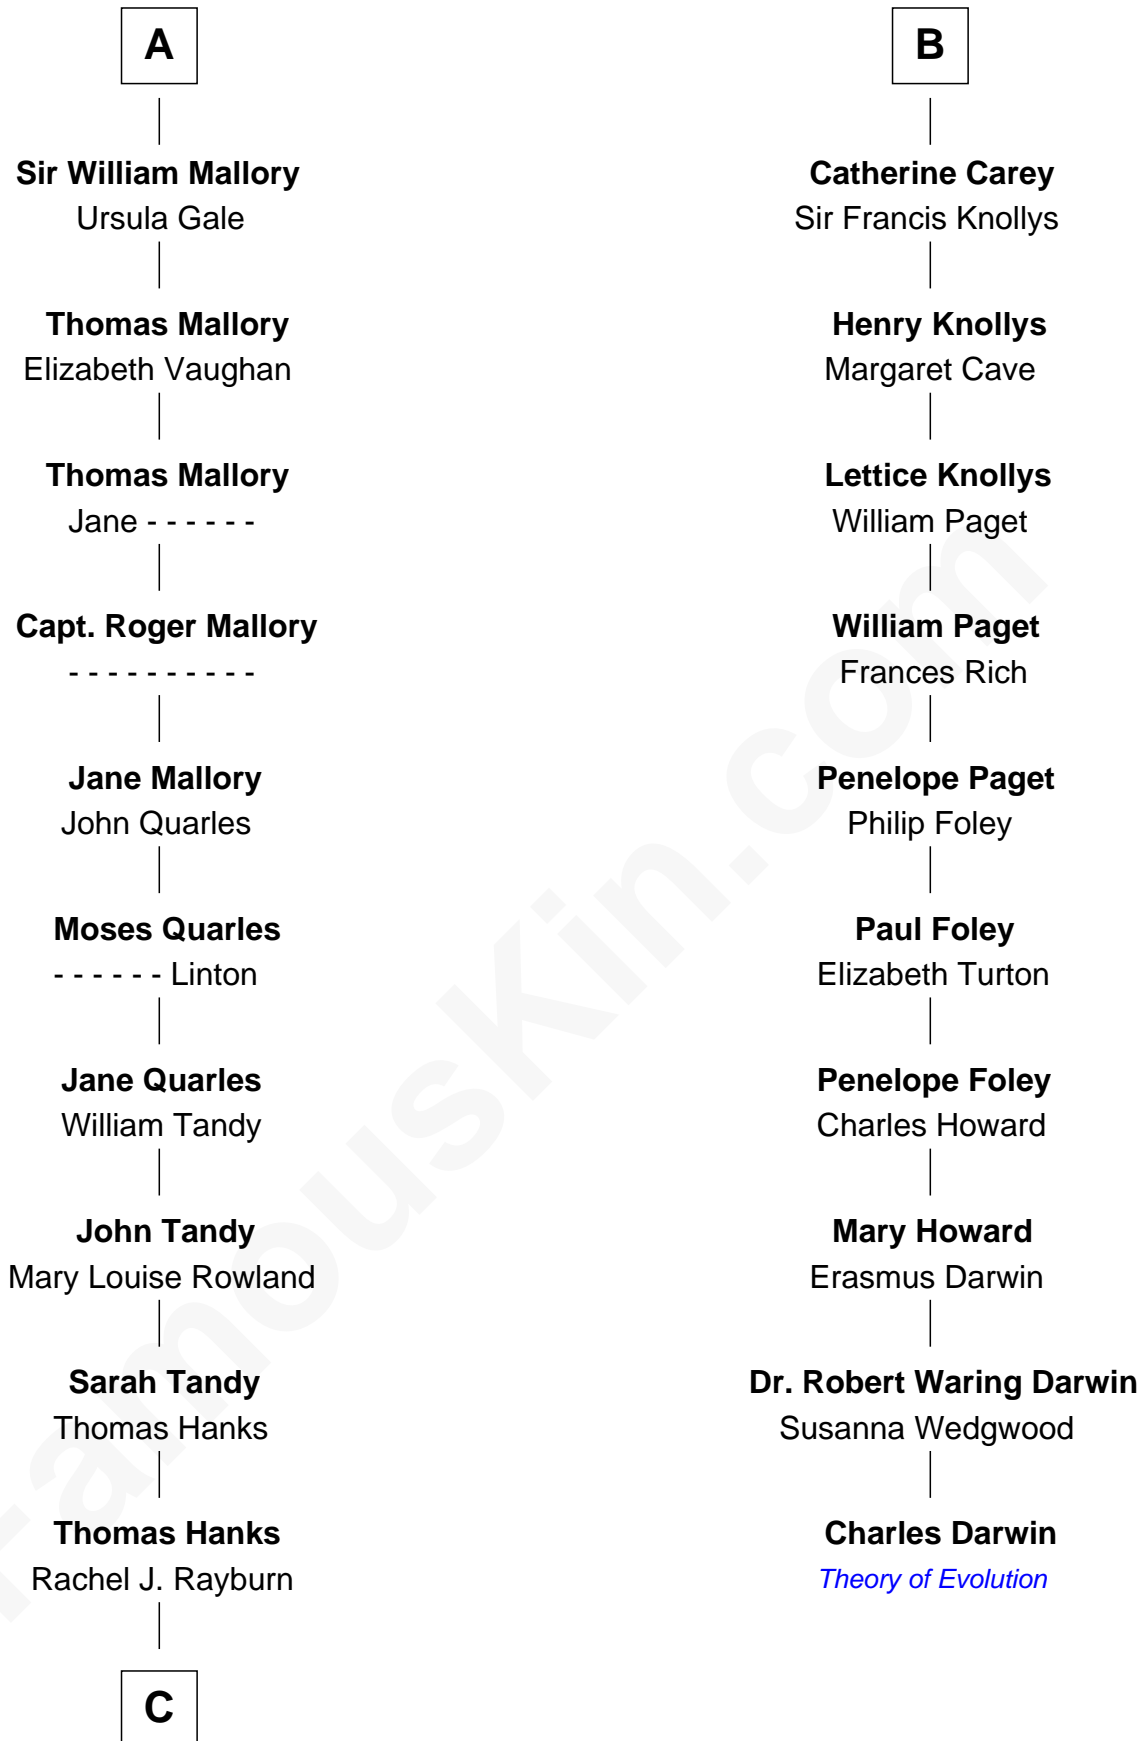 A
Sir William Mallory
Ursula Gale
Thomas Mallory
Elizabeth Vaughan
Thomas Mallory
Jane - - - - - -
Capt. Roger Mallory
- - - - - - - - - -
Jane Mallory
John Quarles
Moses Quarles
- - - - - - Linton
Jane Quarles
William Tandy
John Tandy
Mary Louise Rowland
Sarah Tandy
Thomas Hanks
Thomas Hanks
Rachel J. Rayburn
C
B
Catherine Carey
Sir Francis Knollys
Henry Knollys
Margaret Cave
Lettice Knollys
William Paget
William Paget
Frances Rich
Penelope Paget
Philip Foley
Paul Foley
Elizabeth Turton
Penelope Foley
Charles Howard
Mary Howard
Erasmus Darwin
Dr. Robert Waring Darwin
Susanna Wedgwood
Charles Darwin
Theory of Evolution
FamousKin.com